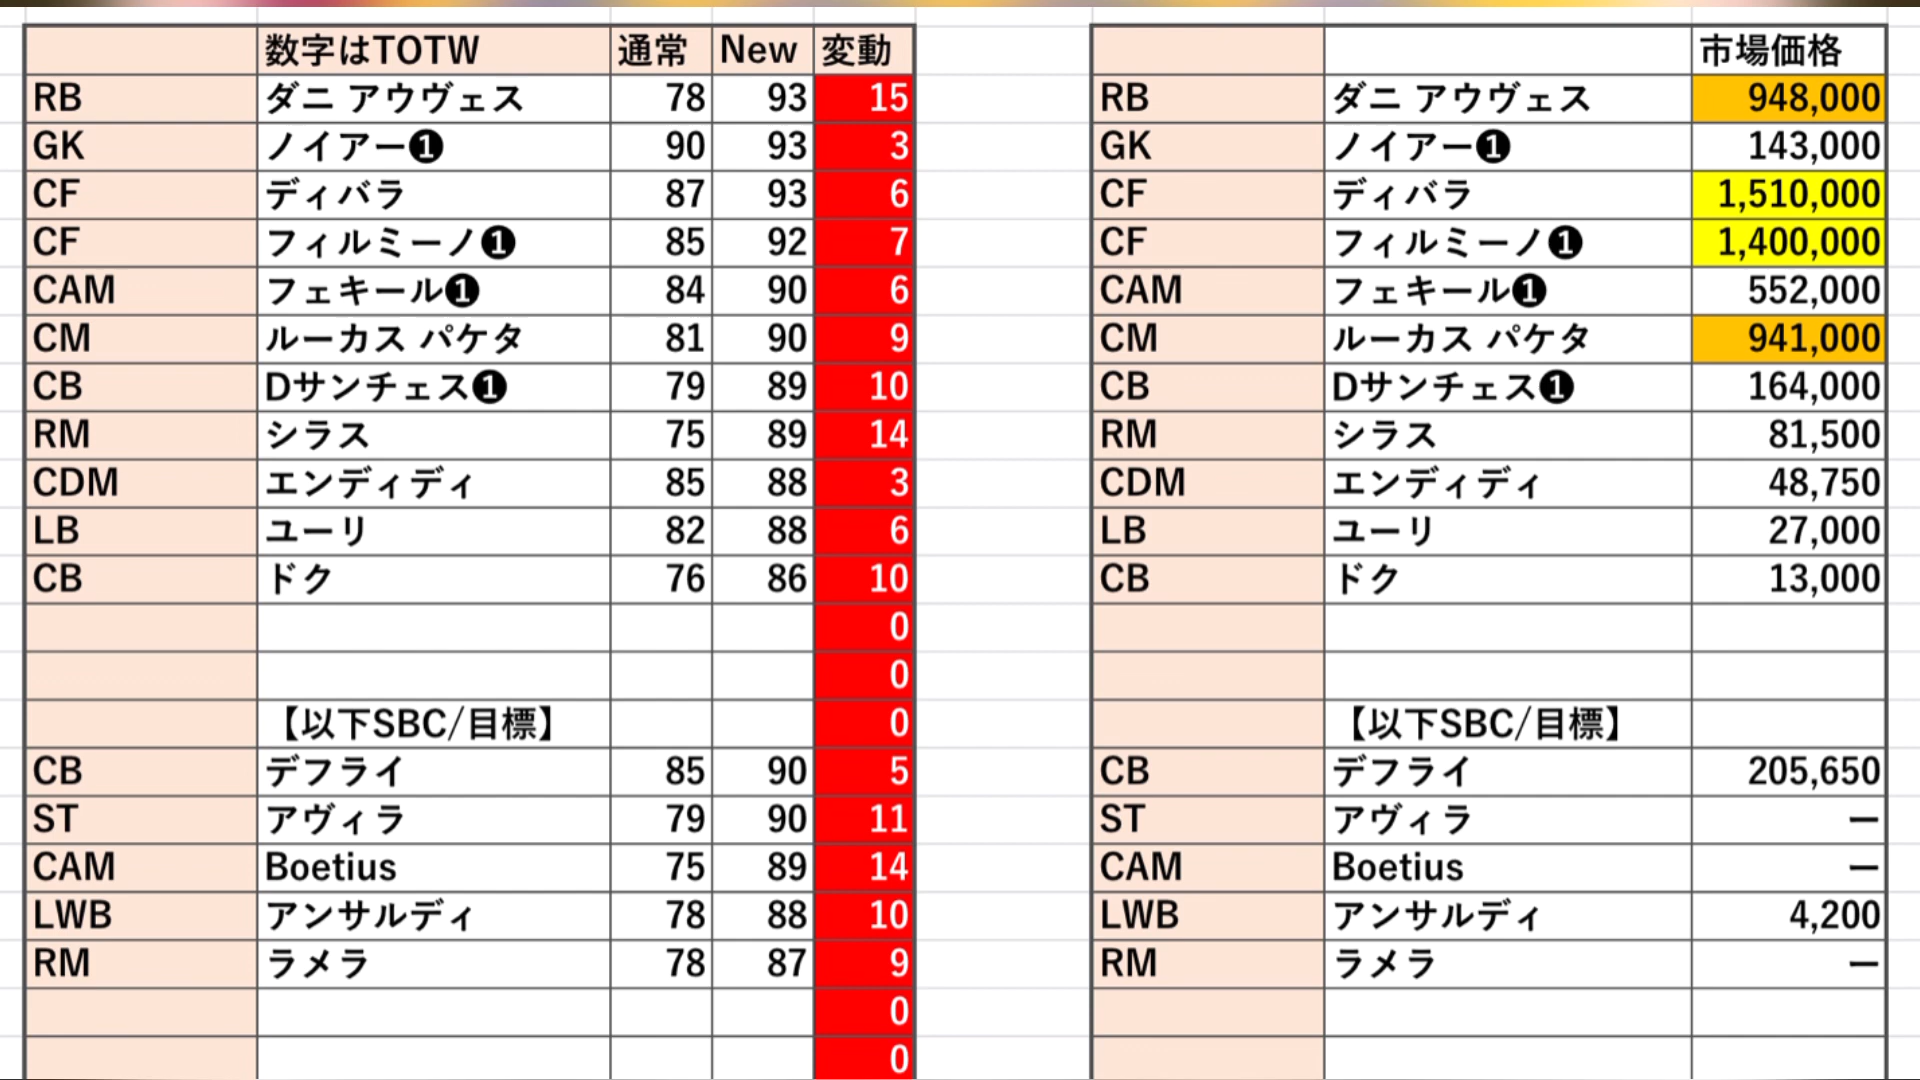 数字はTOTW 通常 New 変動
RB ダニ アウヴェス 78 93 15
GK ノイアー❶ 90 93 3
CF ディバラ 87 93 6
CF フィルミーノ❶ 85 92 7
CAM フェキール❶ 84 90 6
CM ルーカス パケタ 81 90 9
CB Dサンチェス❶ 79 89 10
RM シラス 75 89 14
CDM エンディディ 85 88 3
LB ユーリ 82 88 6
CB ドク 76 86 10
0
0
【以下SBC/目標】 0
CB デフライ 85 90 5
ST アヴィラ 79 90 11
CAM Boetius 75 89 14
LWB アンサルディ 78 88 10
RM ラメラ 78 87 9
0
0
市場価格
RB ダニ アウヴェス 948,000
GK ノイアー❶ 143,000
CF ディバラ 1,510,000
CF フィルミーノ❶ 1,400,000
CAM フェキール❶ 552,000
CM ルーカス パケタ 941,000
CB Dサンチェス❶ 164,000
RM シラス 81,500
CDM エンディディ 48,750
LB ユーリ 27,000
CB ドク 13,000
【以下SBC/目標】
CB デフライ 205,650
ST アヴィラ ー
CAM Boetius ー
LWB アンサルディ 4,200
RM ラメラ ー